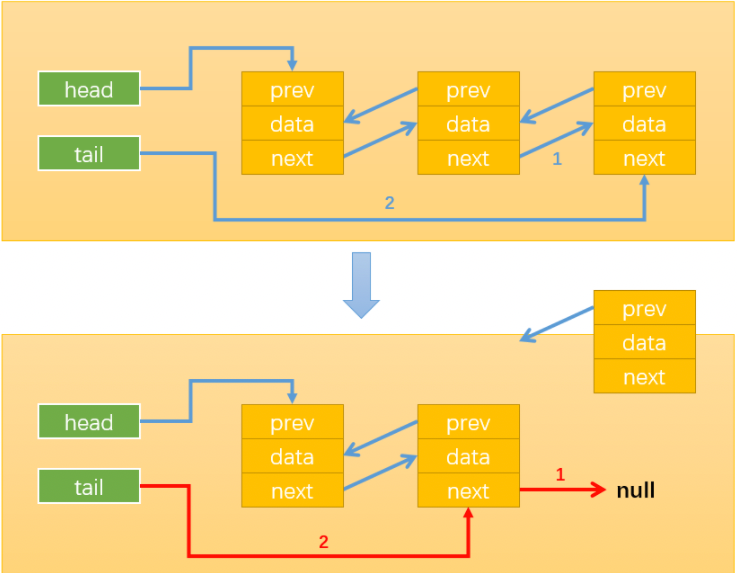 head
prev
prev
prev
data
data
data
tail
next
next
1
next
2
prev
data
next
head
prev
prev
data
data
tail
next
next
1
null
2